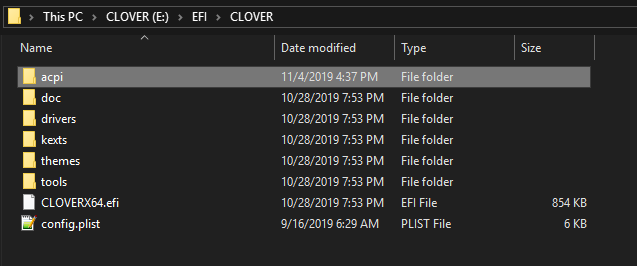 This PC > CLOVER (E:) > EFI > CLOVER
Name Date modified Type Size
acpi 11/4/2019 4:37 PM File folder
doc 10/28/2019 7:53 PM File folder
drivers 10/28/2019 7:53 PM File folder
kexts 10/28/2019 7:53 PM File folder
themes 10/28/2019 7:53 PM File folder
tools 10/28/2019 7:53 PM File folder
CLOVERX64.efi 10/28/2019 7:53 PM EFI File 854 KB
config.plist 9/16/2019 6:29 AM PLIST File 6 KB